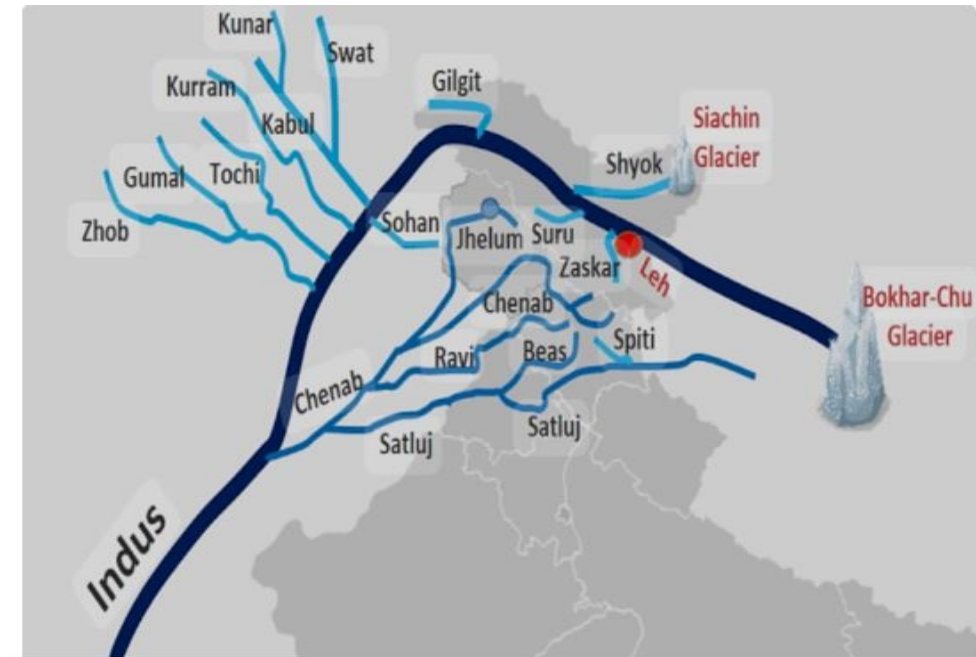 Kunar
Swat
Kurram
Gilgit
Kabul
Siachin
Glacier
Shyok
Gumal
Tochi
Zhob
Sohan
Jhelum
Suru
Zaskar
Leh
Chenab
Bokhar-Chu
Glacier
Ravi
Beas
Spiti
Chenab
Satluj
Satluj
Indus